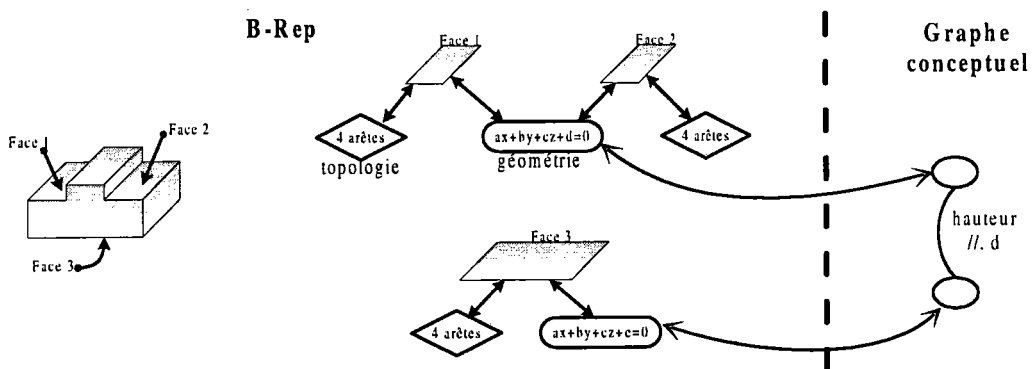 B-Rep
Graphe
conceptuel
Face 1
Face 2
4 arêtes
topologie
ax+by+cz+d=0
géométrie
4 arêtes
Face 1
Face 2
Face 3
hauteur
//, d
Face 3
4 arêtes
ax+by+cz+e=0